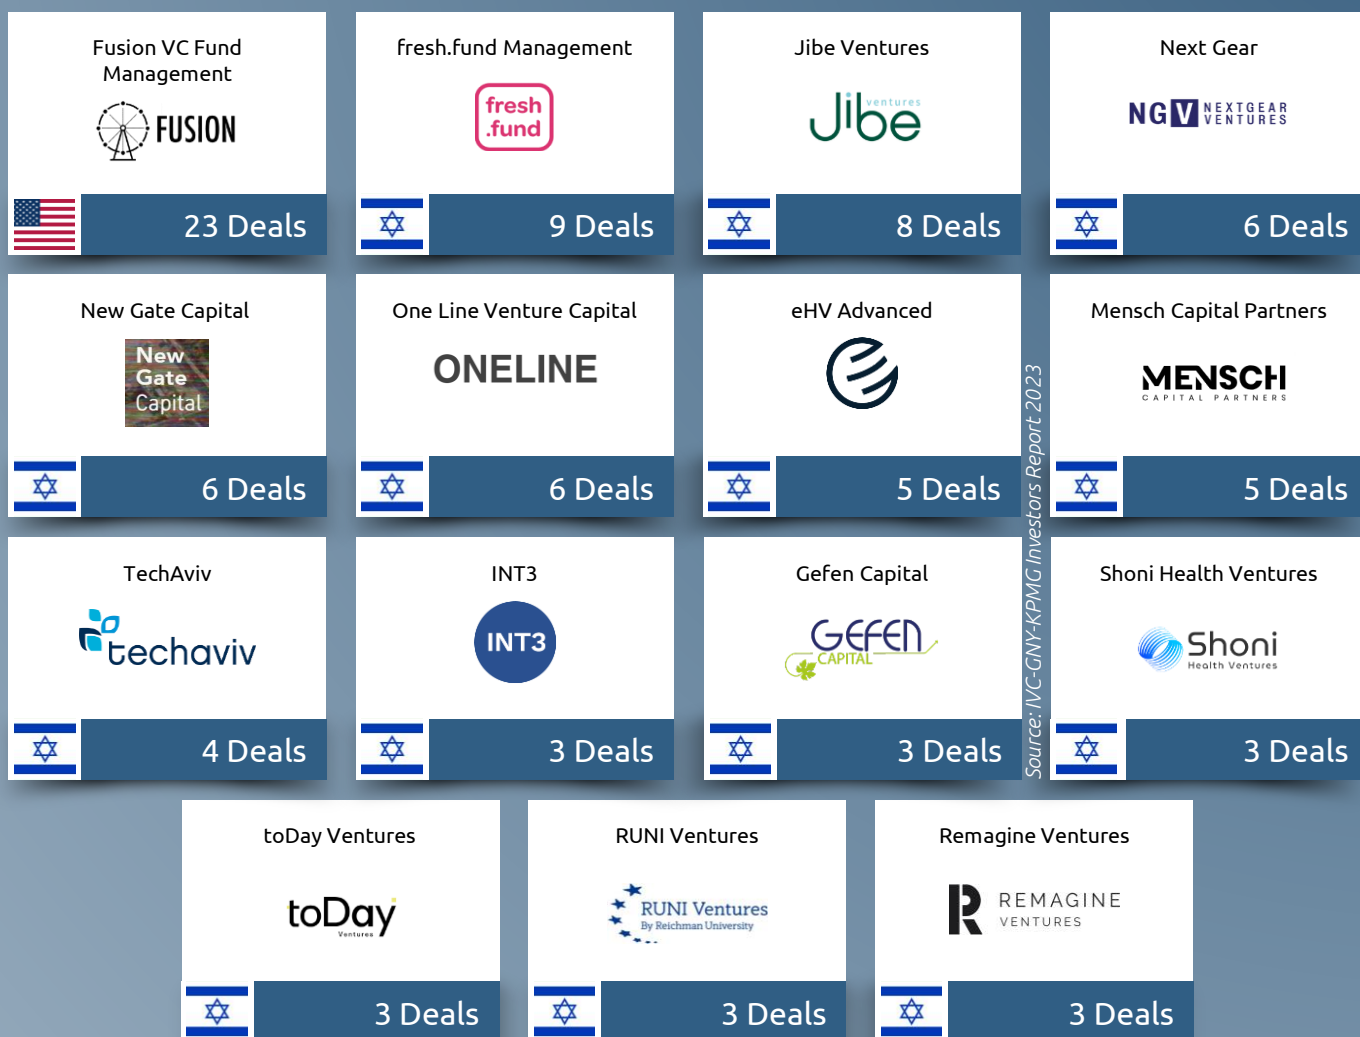 Fusion VC Fund
Management
FUSION
23 Deals
fresh.fund Management
fresh
.fund
9 Deals
Jibe Ventures
ventures
Jibe
8 Deals
Next Gear
NGV NEXTGEAR
VENTURES
6 Deals
New Gate Capital
New
Gate
Capital
6 Deals
One Line Venture Capital
ONELINE
6 Deals
eHV Advanced
5 Deals
Mensch Capital Partners
MENSCH
CAPITAL PARTNERS
5 Deals
TechAviv
techaviv
4 Deals
INT3
INT3
3 Deals
Gefen Capital
GEFEN
CAPITAL
3 Deals
Shoni Health Ventures
Shoni
Health Ventures
3 Deals
Source: IVC-GNY-KPMG Investors Report 2023
toDay Ventures
toDay
Ventures
3 Deals
RUNI Ventures
RUNI Ventures
By Reichman University
3 Deals
Remagine Ventures
R REMAGINE
VENTURES
3 Deals